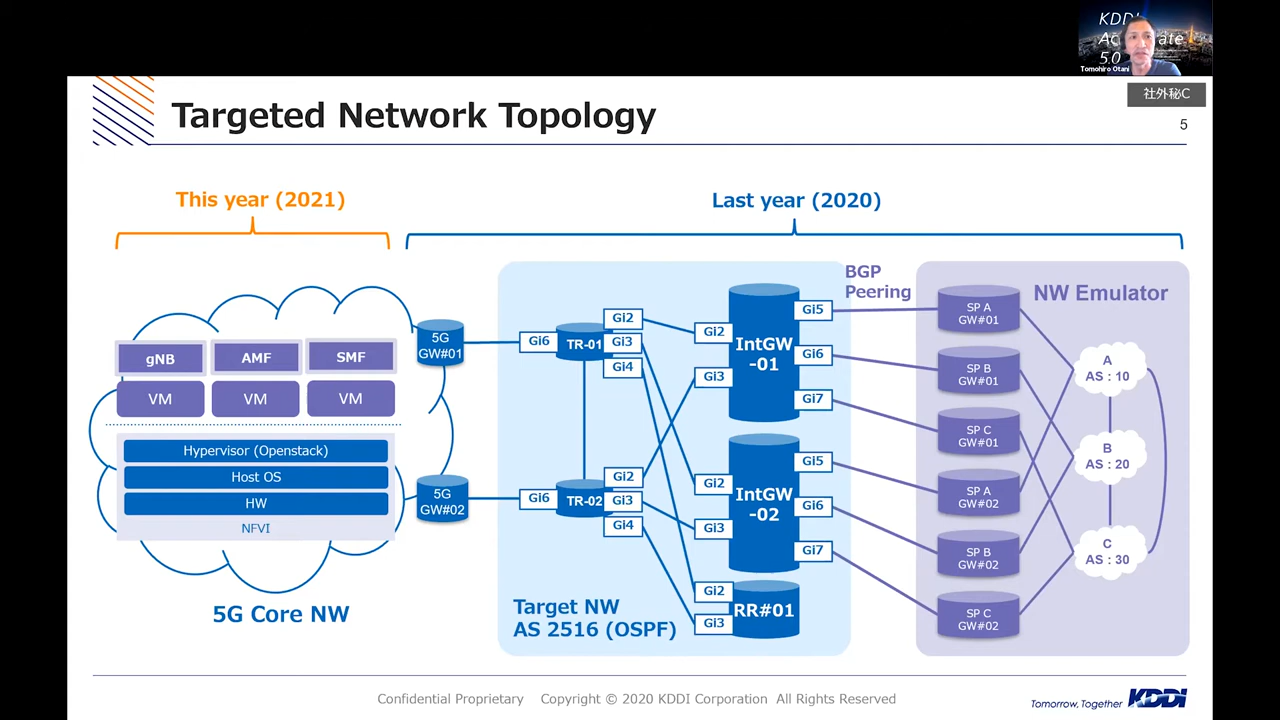 KDDI
Ac ate
5.0
Tomohiro Otani
社外秘C
5
Targeted Network Topology
This year (2021)
Last year (2020)
gNB
AMF
SMF
VM
VM
VM
Hypervisor (Openstack)
Host OS
HW
NFVI
5G Core NW
5G
GW#01
5G
GW#02
Gi6
TR-01
Gi2
Gi3
Gi4
Gi6
TR-02
Gi2
Gi3
Gi4
Target NW
AS 2516 (OSPF)
Gi2
Gi3
IntGW
-01
Gi5
Gi6
Gi7
Gi2
Gi3
IntGW
-02
Gi5
Gi6
Gi7
Gi2
Gi3
RR#01
BGP
Peering
NW Emulator
SP A
GW#01
SP B
GW#01
SP C
GW#01
SP A
GW#02
SP B
GW#02
SP C
GW#02
A
AS : 10
B
AS : 20
C
AS : 30
Confidential Proprietary Copyright © 2020 KDDI Corporation All Rights Reserved
Tomorrow, Together KDDI